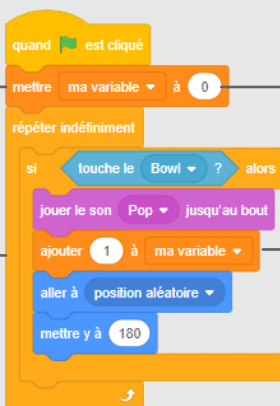 quand est cliqué
mettre ma variable à 0
répéter indéfiniment
si touche le Bowl ? alors
jouer le son Pop jusqu'au bout
ajouter 1 à ma variable
aller à position aléatoire
mettre y à 180